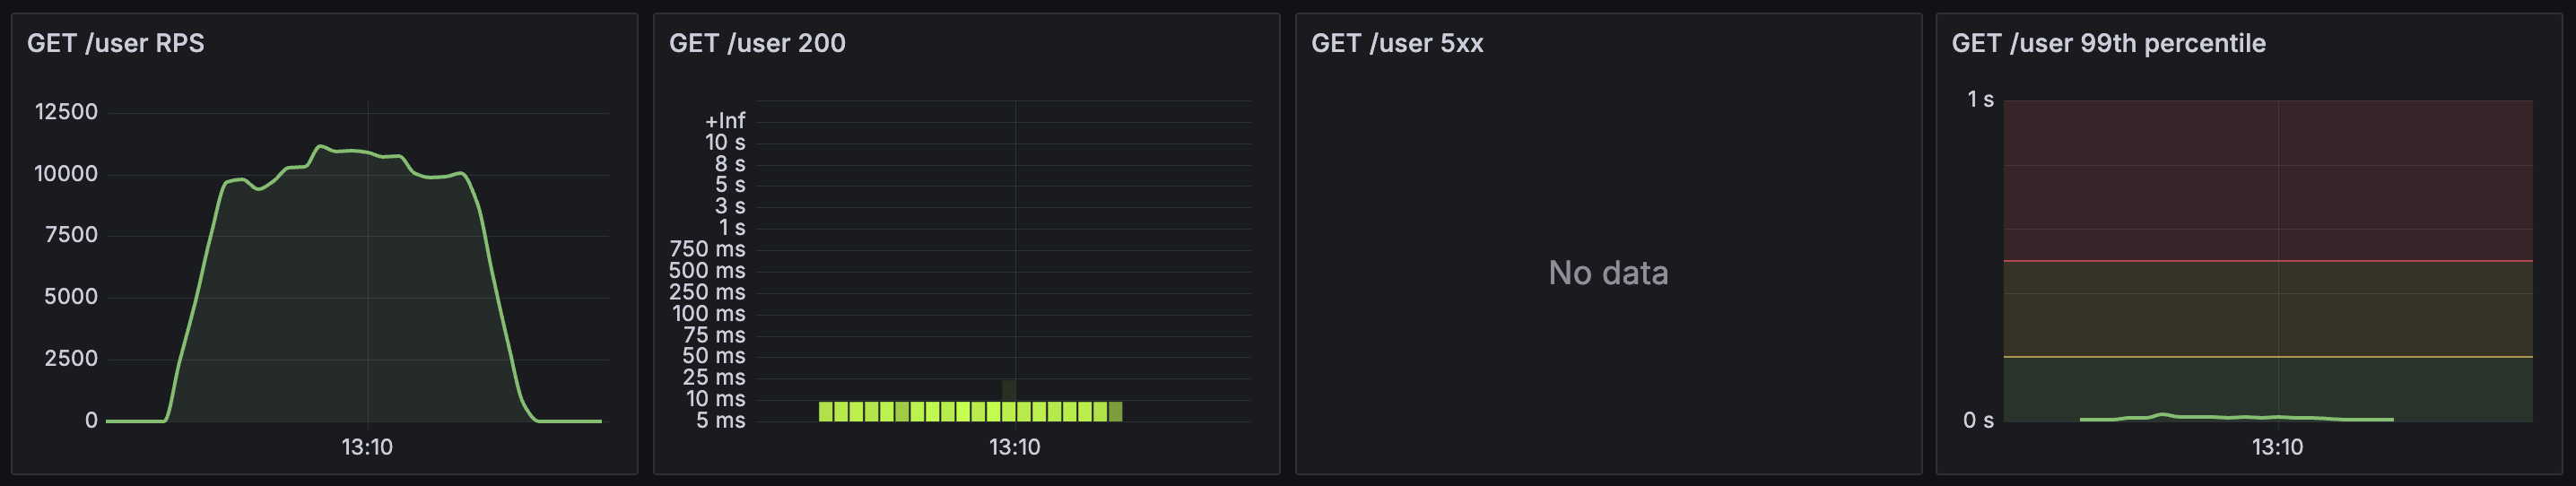 GET /user RPS
12500
10000
7500
5000
2500
0
13:10
GET /user 200
+Inf
10 s
8 s
5 s
3 s
1 s
750 ms
500 ms
250 ms
100 ms
75 ms
50 ms
25 ms
10 ms
5 ms
13:10
GET /user 5xx
No data
GET /user 99th percentile
1 s
0 s
13:10